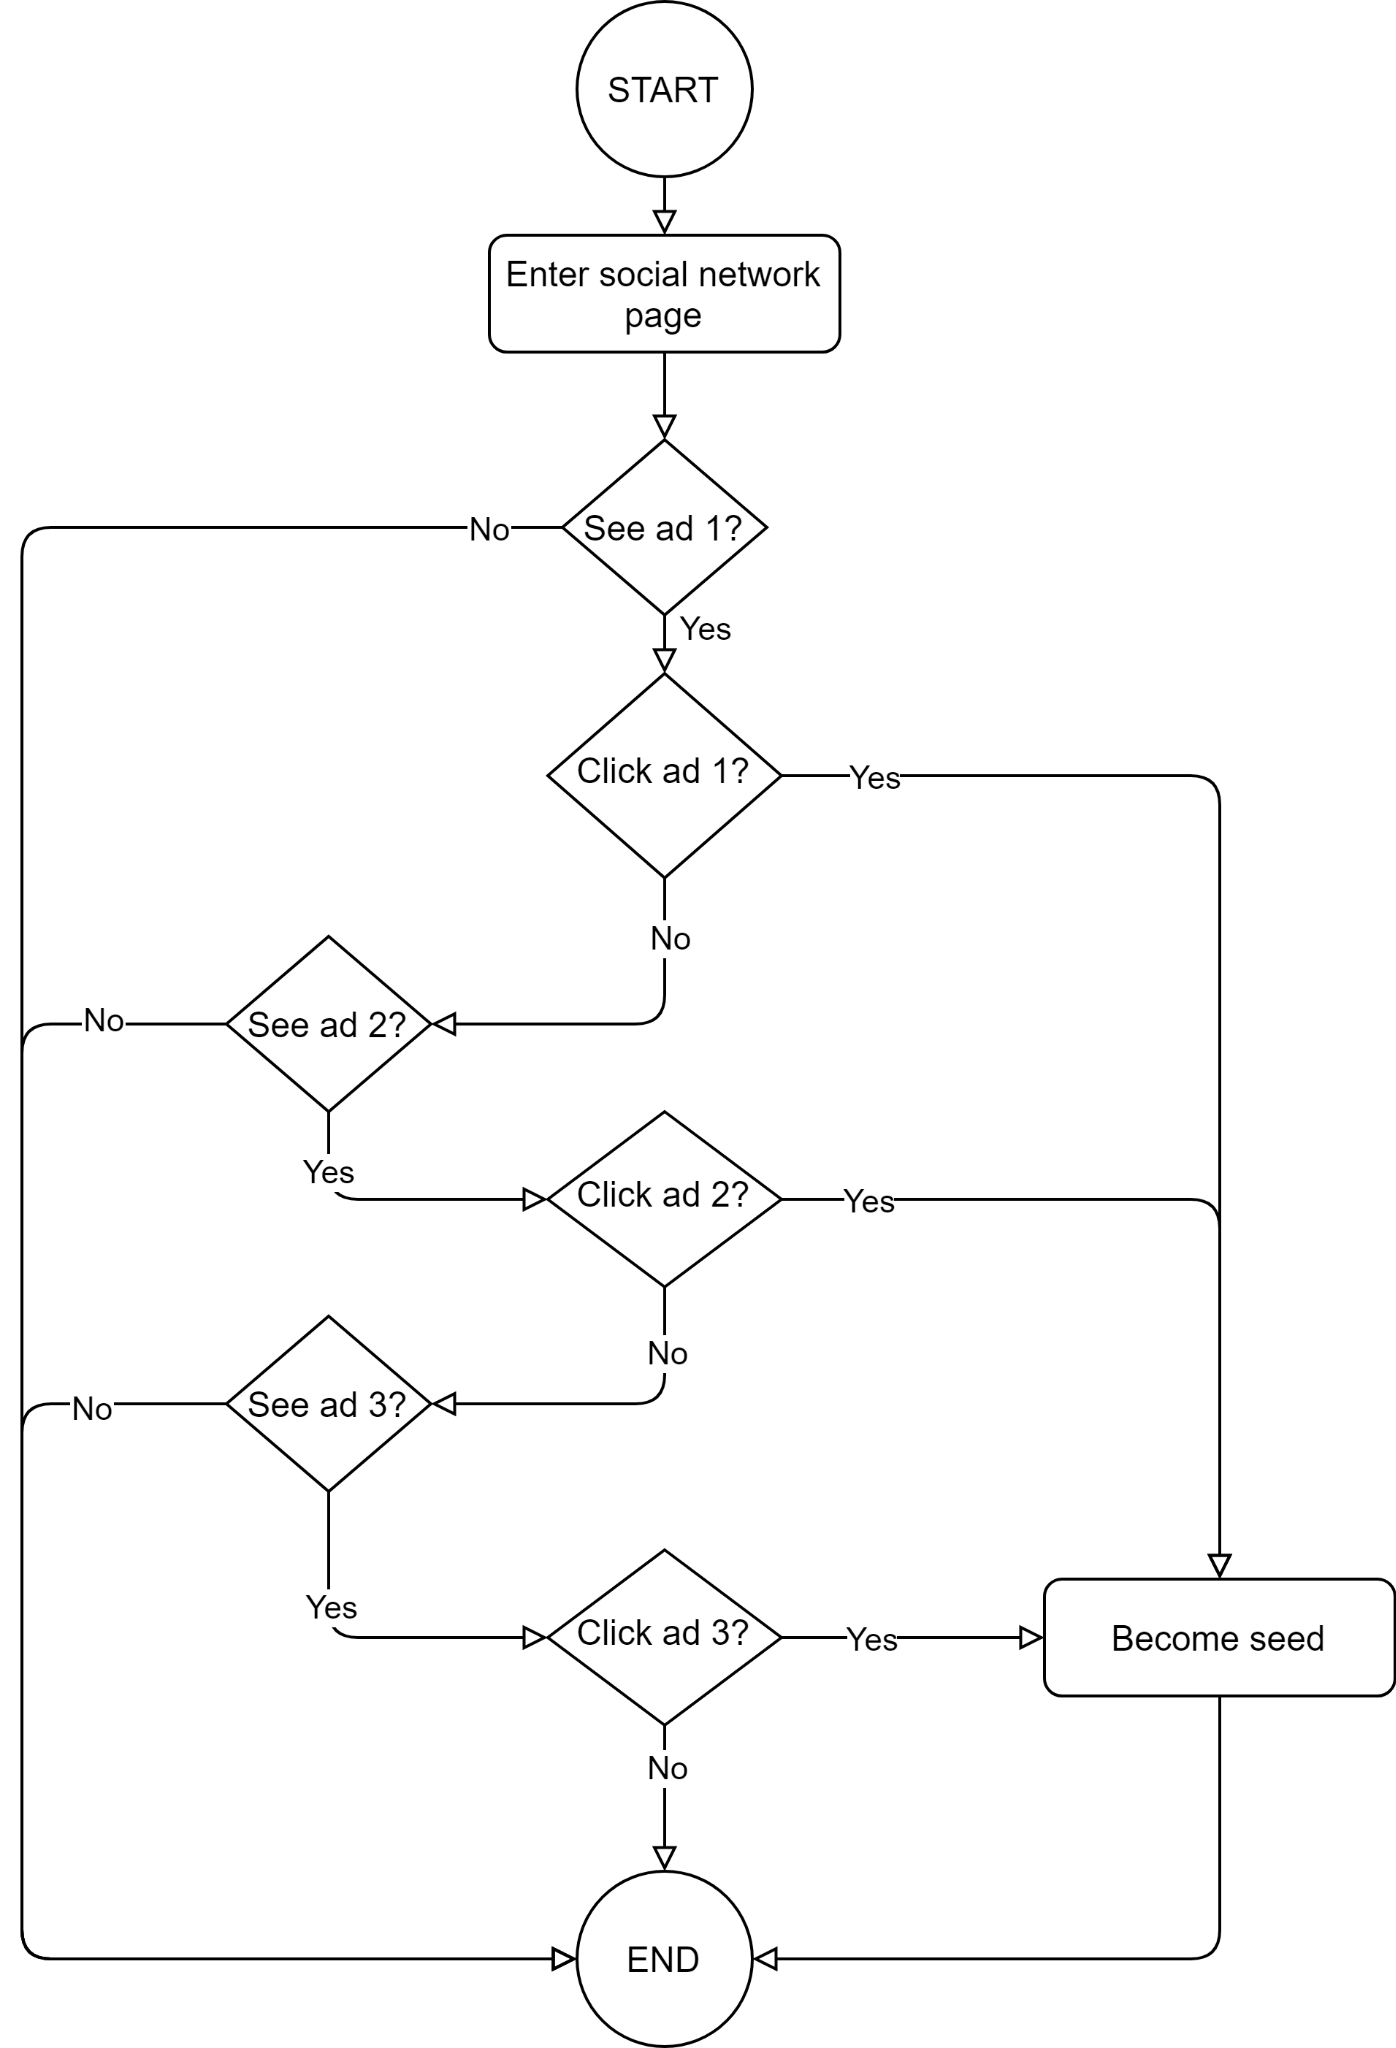 START
Enter social network
page
See ad 1?
No
Yes
Click ad 1?
Yes
No
See ad 2?
No
Yes
Click ad 2?
Yes
No
See ad 3?
No
Yes
Click ad 3?
Yes
Become seed
No
END